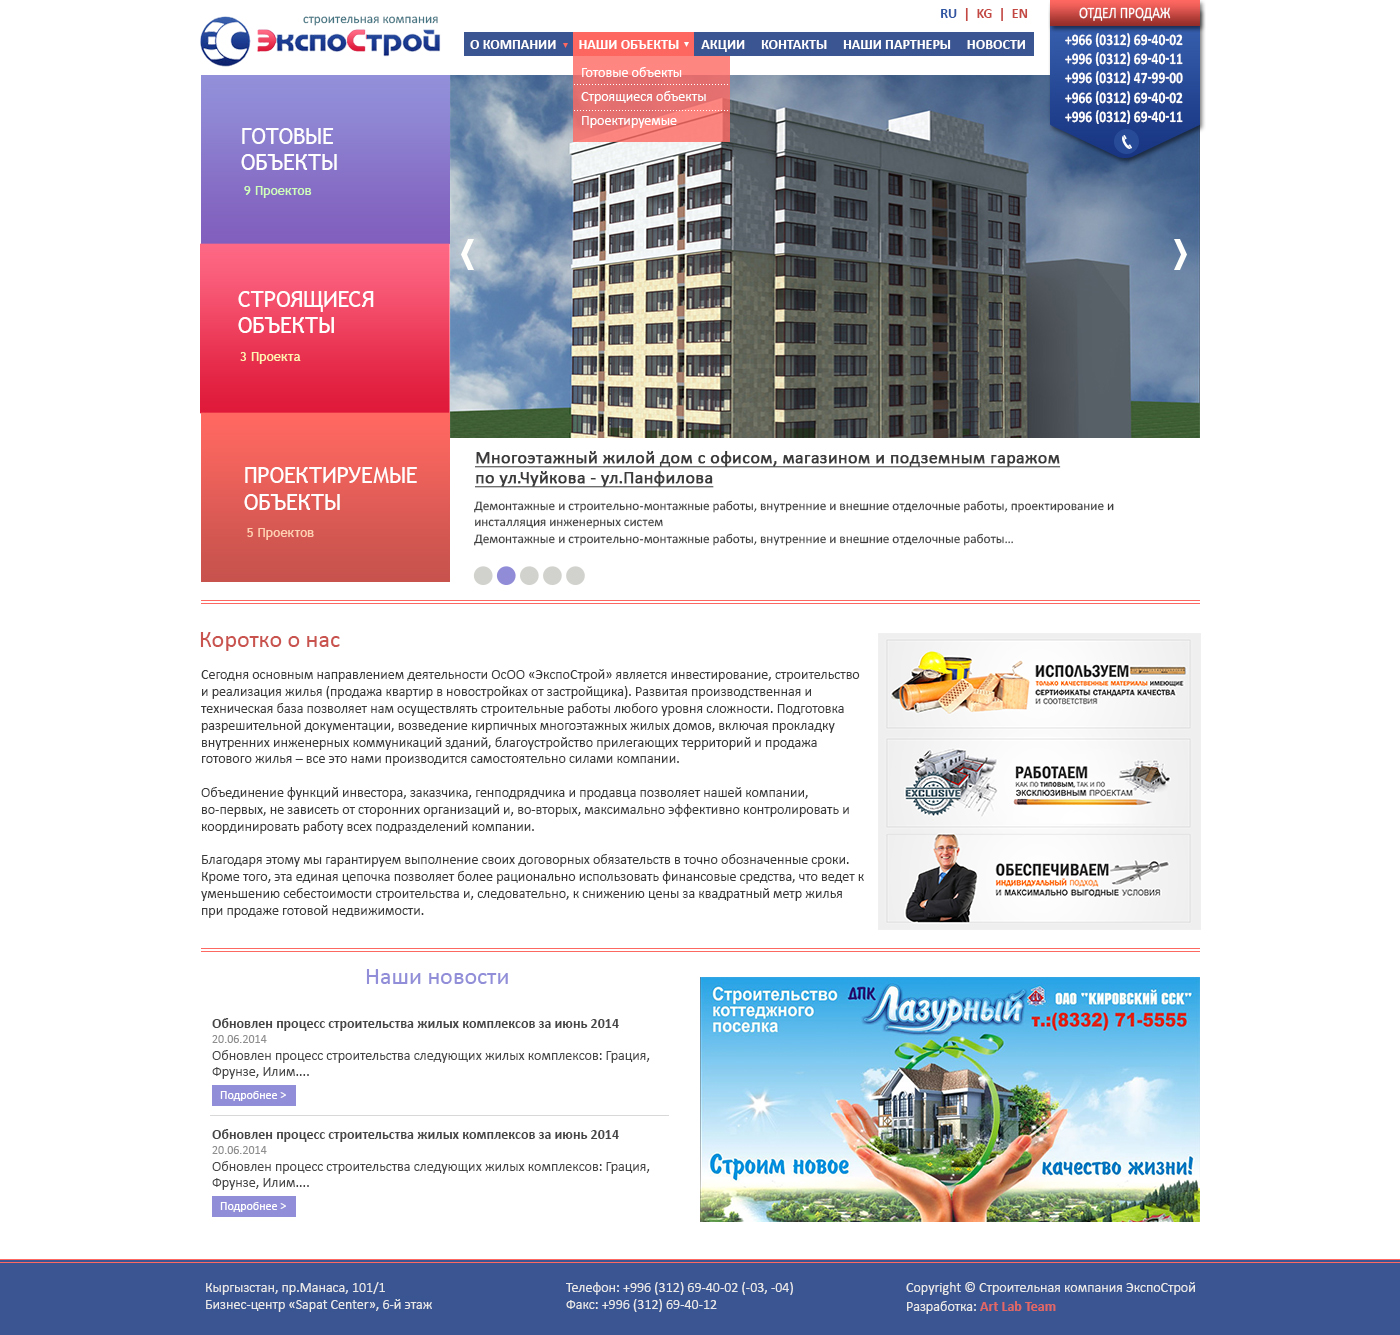 строительная компания
ЭкспоСтрой
RU | KG | EN
О КОМПАНИИ НАШИ ОБЪЕКТЫ АКЦИИ КОНТАКТЫ НАШИ ПАРТНЕРЫ НОВОСТИ
Готовые объекты
Строящиеся объекты
Проектируемые
ОТДЕЛ ПРОДАЖ
+966 (0312) 69-40-02
+996 (0312) 69-40-11
+996 (0312) 47-99-00
+966 (0312) 69-40-02
+996 (0312) 69-40-11
ГОТОВЫЕ
ОБЪЕКТЫ
9 Проектов
СТРОЯЩИЕСЯ
ОБЪЕКТЫ
3 Проекта
ПРОЕКТИРУЕМЫЕ
ОБЪЕКТЫ
5 Проектов
Многоэтажный жилой дом с офисом, магазином и подземным гаражом
по ул.Чуйкова - ул.Панфилова
Демонтажные и строительно-монтажные работы, внутренние и внешние отделочные работы, проектирование и
инсталляция инженерных систем
Демонтажные и строительно-монтажные работы, внутренние и внешние отделочные работы...
Коротко о нас
Сегодня основным направлением деятельности ОсОО «ЭкспоСтрой» является инвестирование, строительство
и реализация жилья (продажа квартир в новостройках от застройщика). Развитая производственная и
техническая база позволяет нам осуществлять строительные работы любого уровня сложности. Подготовка
разрешительной документации, возведение кирпичных многоэтажных жилых домов, включая прокладку
внутренних инженерных коммуникаций зданий, благоустройство прилегающих территорий и продажа
готового жилья – все это нами производится самостоятельно силами компании.
Объединение функций инвестора, заказчика, генподрядчика и продавца позволяет нашей компании,
во-первых, не зависеть от сторонних организаций и, во-вторых, максимально эффективно контролировать и
координировать работу всех подразделений компании.
Благодаря этому мы гарантируем выполнение своих договорных обязательств в точно обозначенные сроки.
Кроме того, эта единая цепочка позволяет более рационально использовать финансовые средства, что ведет к
уменьшению себестоимости строительства и, следовательно, к снижению цены за квадратный метр жилья
при продаже готовой недвижимости.
ИСПОЛЬЗУЕМ
ТОЛЬКО КАЧЕСТВЕННЫЕ МАТЕРИАЛЫ ИМЕЮЩИЕ
СЕРТИФИКАТЫ СТАНДАРТА КАЧЕСТВА
И СООТВЕТСТВИЯ
EXCLUSIVE
РАБОТАЕМ
КАК ПО ТИПОВЫМ, ТАК И ПО
ЭКСКЛЮЗИВНЫМ ПРОЕКТАМ
ОБЕСПЕЧИВАЕМ
ИНДИВИДУАЛЬНЫЙ ПОДХОД
И МАКСИМАЛЬНО ВЫГОДНЫЕ УСЛОВИЯ
Наши новости
Обновлен процесс строительства жилых комплексов за июнь 2014
20.06.2014
Обновлен процесс строительства следующих жилых комплексов: Грация,
Фрунзе, Илим....
Подробнее >
Обновлен процесс строительства жилых комплексов за июнь 2014
20.06.2014
Обновлен процесс строительства следующих жилых комплексов: Грация,
Фрунзе, Илим....
Подробнее >
Строительство
коттеджного
поселка
ДПК Лазурный
ОАО "КИРОВСКИЙ ССК"
т.:(8332) 71-5555
Строим новое
качество жизни!
Кыргызстан, пр.Манаса, 101/1
Бизнес-центр «Sapat Center», 6-й этаж
Телефон: +996 (312) 69-40-02 (-03, -04)
Факс: +996 (312) 69-40-12
Copyright © Строительная компания ЭкспоСтрой
Разработка: Art Lab Team